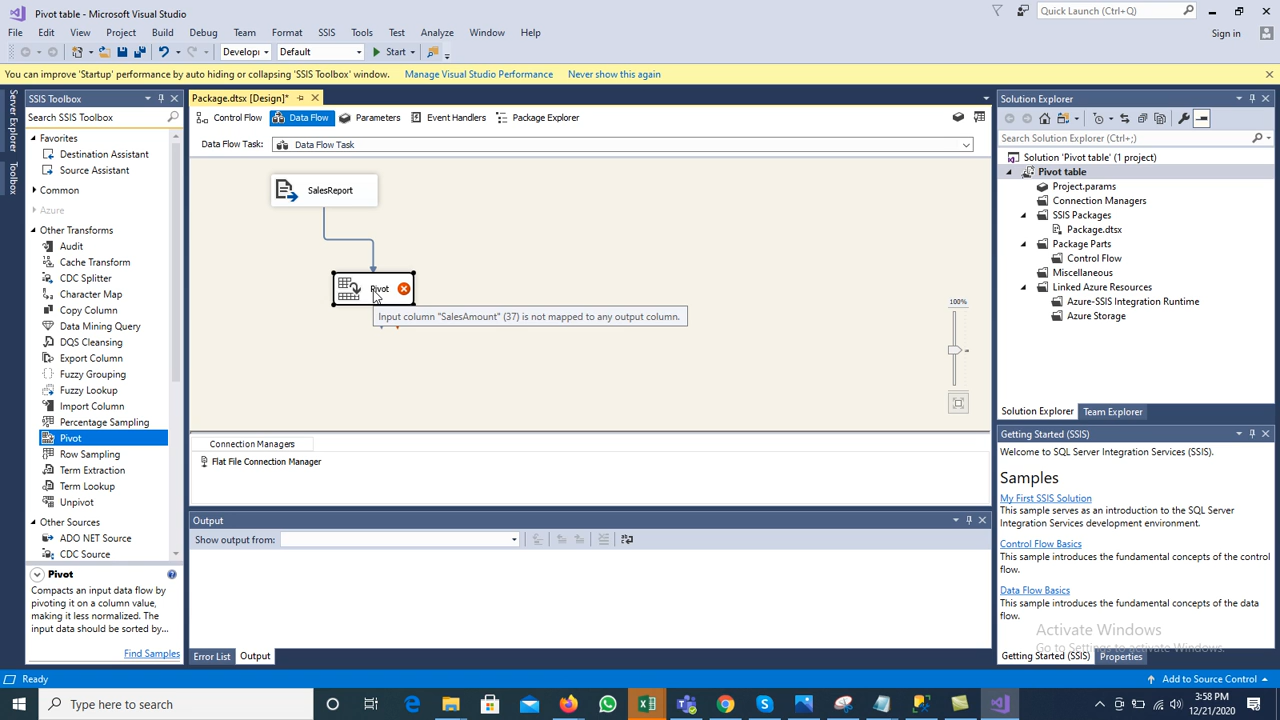 Pivot table - Microsoft Visual Studio
Quick Launch (Ctrl+Q)
File Edit View Project Build Debug Team Format SSIS Tools Test Analyze Window Help
Sign in
Developi Default Start
You can improve 'Startup' performance by auto hiding or collapsing 'SSIS Toolbox' window. Manage Visual Studio Performance Never show this again
Server Explorer
Toolbox
SSIS Toolbox
Search SSIS Toolbox
Favorites
Destination Assistant
Source Assistant
Common
Azure
Other Transforms
Audit
Cache Transform
CDC Splitter
Character Map
Copy Column
Data Mining Query
DQS Cleansing
Export Column
Fuzzy Grouping
Fuzzy Lookup
Import Column
Percentage Sampling
Pivot
Row Sampling
Term Extraction
Term Lookup
Unpivot
Other Sources
ADO NET Source
CDC Source
Pivot
Compacts an input data flow by
pivoting it on a column value,
making it less normalized. The
input data should be sorted by...
Find Samples
Package.dtsx [Design]*
Control Flow Data Flow Parameters Event Handlers Package Explorer
Data Flow Task: Data Flow Task
SalesReport
Pivot
Input column "SalesAmount" (37) is not mapped to any output column.
100%
Connection Managers
Flat File Connection Manager
Output
Show output from:
Error List Output
Solution Explorer
Search Solution Explorer (Ctrl+;)
Solution 'Pivot table' (1 project)
Pivot table
Project.params
Connection Managers
SSIS Packages
Package.dtsx
Package Parts
Control Flow
Miscellaneous
Linked Azure Resources
Azure-SSIS Integration Runtime
Azure Storage
Solution Explorer Team Explorer
Getting Started (SSIS)
Welcome to SQL Server Integration Services (SSIS).
Samples
My First SSIS Solution
This sample serves as an introduction to the SQL Server
Integration Services development environment.
Control Flow Basics
This sample introduces the fundamental concepts of the control
flow.
Data Flow Basics
This sample introduces the fundamental concepts of the data
flow.
Activate Windows
Go to Settings to activate Windows.
Getting Started (SSIS) Properties
Ready
Add to Source Control
Type here to search
3:58 PM
12/21/2020